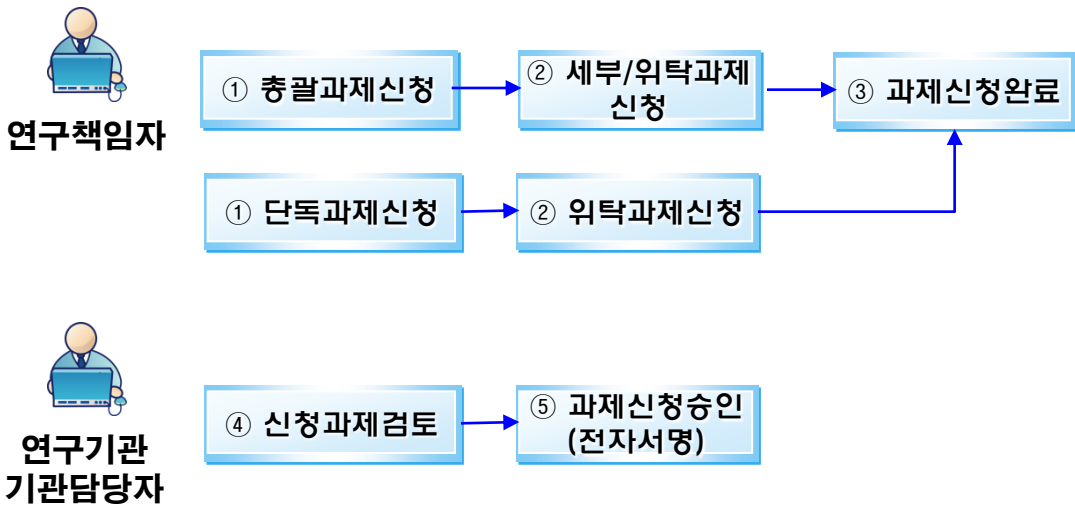 연구책임자
① 총괄과제신청
② 세부/위탁과제
신청
③ 과제신청완료
① 단독과제신청
② 위탁과제신청
연구기관
기관담당자
④ 신청과제검토
⑤ 과제신청승인
(전자서명)